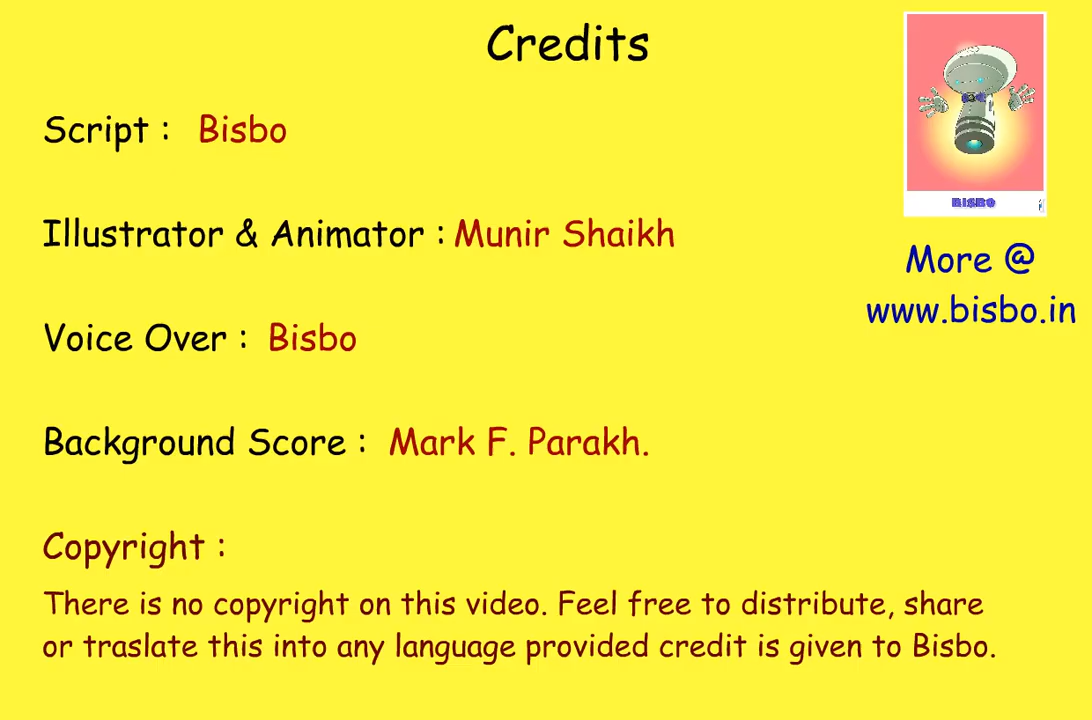 Credits
Script : Bisbo
Illustrator & Animator : Munir Shaikh
Voice Over : Bisbo
Background Score : Mark F. Parakh.
Copyright :
There is no copyright on this video. Feel free to distribute, share
or traslate this into any language provided credit is given to Bisbo.
BISBO
More @
www.bisbo.in